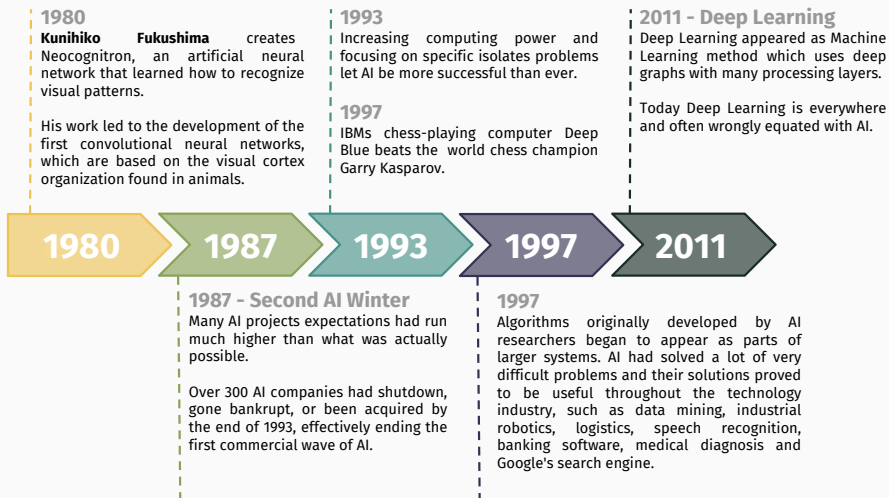 1980
Kunihiko Fukushima creates
Neocognitron, an artificial neural
network that learned how to recognize
visual patterns.
His work led to the development of the
first convolutional neural networks,
which are based on the visual cortex
organization found in animals.
1993
Increasing computing power and
focusing on specific isolates problems
let AI be more successful than ever.
1997
IBMs chess-playing computer Deep
Blue beats the world chess champion
Garry Kasparov.
2011 - Deep Learning
Deep Learning appeared as Machine
Learning method which uses deep
graphs with many processing layers.
Today Deep Learning is everywhere
and often wrongly equated with AI.
1980
1987
1993
1997
2011
1987 - Second AI Winter
Many AI projects expectations had run
much higher than what was actually
possible.
Over 300 AI companies had shutdown,
gone bankrupt, or been acquired by
the end of 1993, effectively ending the
first commercial wave of AI.
1997
Algorithms originally developed by AI
researchers began to appear as parts of
larger systems. AI had solved a lot of very
difficult problems and their solutions proved
to be useful throughout the technology
industry, such as data mining, industrial
robotics, logistics, speech recognition,
banking software, medical diagnosis and
Google's search engine.